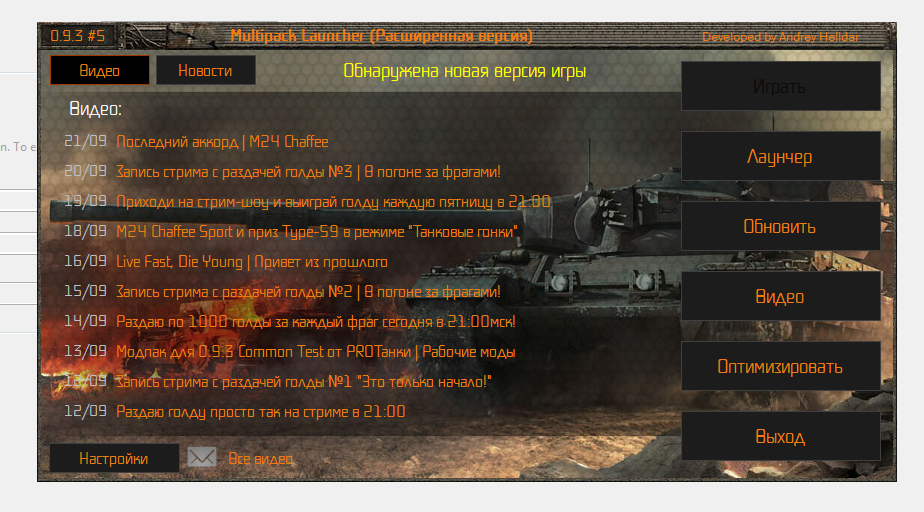 0.9.3 #5
Multipack Launcher (Расширенная версия)
Developed by Andrey Helldar
Видео
Новости
Обнаружена новая версия игры
Играть
Видео:
21/09 Последний аккорд | M24 Chaffee
n. To e
Лаунчер
20/09 Запись стрима с раздачей голды №3 | В погоне за фрагами!
19/09 Приходи на стрим-шоу и выиграй голду каждую пятницу в 21:00
18/09 M24 Chaffee Sport и приз Type-59 в режиме "Танковые гонки"
Обновить
16/09 Live Fast, Die Young | Привет из прошлого
15/09 Запись стрима с раздачей голды №2 | В погоне за фрагами!
Видео
14/09 Раздаю по 1000 голды за каждый фраг сегодня в 21:00мск!
13/09 Модпак для 0.9.3 Common Test от PROТанки | Рабочие моды
Оптимизировать
Запись стрима с раздачей голды №1 "Это только начало!"
12/09 Раздаю голду просто так на стриме в 21:00
Выход
Настройки
Все видео